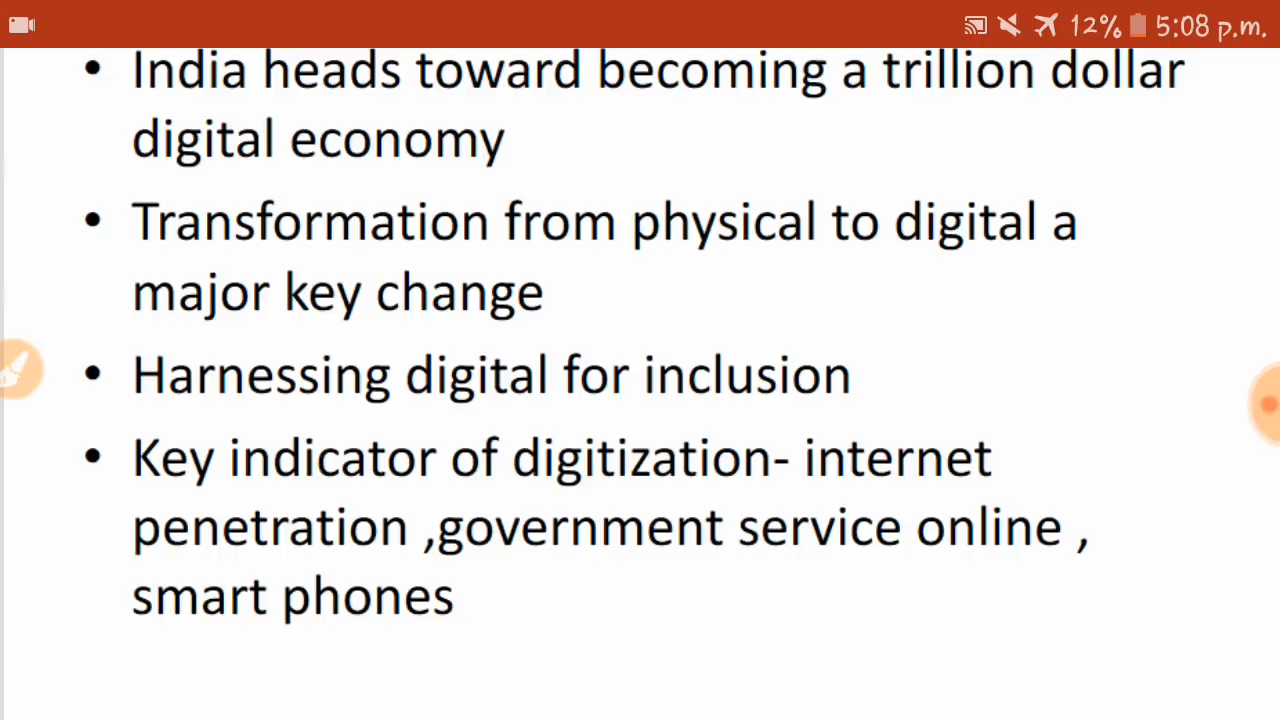 12% 5:08 p.m.
• India heads toward becoming a trillion dollar
digital economy
• Transformation from physical to digital a
major key change
• Harnessing digital for inclusion
• Key indicator of digitization- internet
penetration ,government service online ,
smart phones